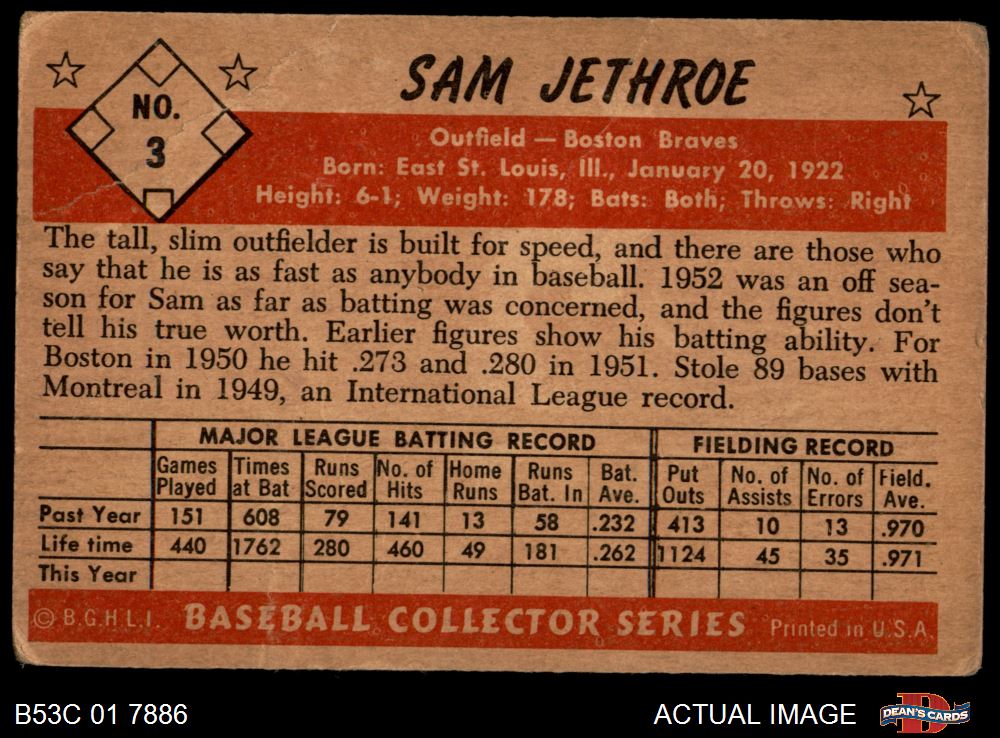 NO.
3
SAM JETHROE
Outfield — Boston Braves
Born: East St. Louis, Ill., January 20, 1922
Height: 6-1; Weight: 178; Bats: Both; Throws: Right
The tall, slim outfielder is built for speed, and there are those who
say that he is as fast as anybody in baseball. 1952 was an off sea-
son for Sam as far as batting was concerned, and the figures don't
tell his true worth. Earlier figures show his batting ability. For
Boston in 1950 he hit .273 and .280 in 1951. Stole 89 bases with
Montreal in 1949, an International League record.
MAJOR LEAGUE BATTING RECORD FIELDING RECORD
Games Times Runs No. of Home Runs Bat. Put No. of No. of Field.
Played at Bat Scored Hits Runs Bat. In Ave. Outs Assists Errors Ave.
Past Year 151 608 79 141 13 58 .232 413 10 13 .970
Life time 440 1762 280 460 49 181 .262 1124 45 35 .971
This Year
© B.G.H.L.I. BASEBALL COLLECTOR SERIES Printed in U.S.A.
B53C 01 7886 ACTUAL IMAGE D DEAN'S CARDS